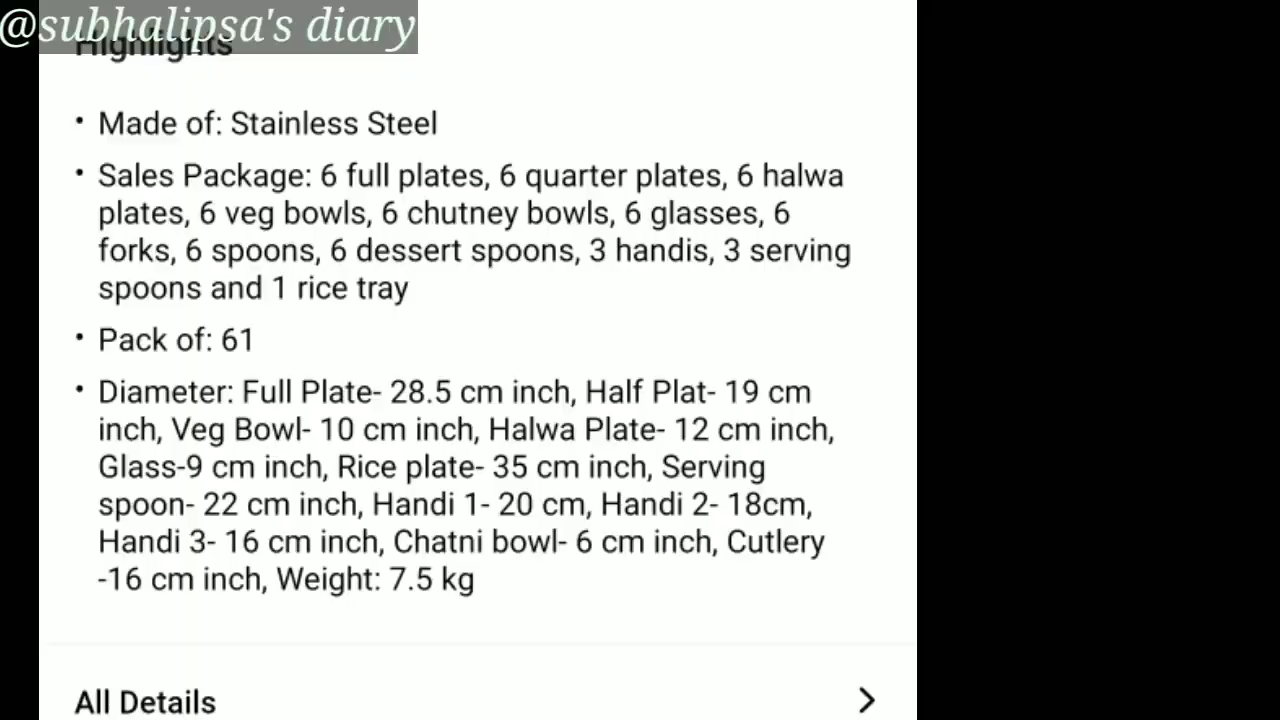 @subhalipsa's diary
Highlights
• Made of: Stainless Steel
• Sales Package: 6 full plates, 6 quarter plates, 6 halwa
plates, 6 veg bowls, 6 chutney bowls, 6 glasses, 6
forks, 6 spoons, 6 dessert spoons, 3 handis, 3 serving
spoons and 1 rice tray
• Pack of: 61
• Diameter: Full Plate- 28.5 cm inch, Half Plat- 19 cm
inch, Veg Bowl- 10 cm inch, Halwa Plate- 12 cm inch,
Glass-9 cm inch, Rice plate- 35 cm inch, Serving
spoon- 22 cm inch, Handi 1- 20 cm, Handi 2- 18cm,
Handi 3- 16 cm inch, Chatni bowl- 6 cm inch, Cutlery
-16 cm inch, Weight: 7.5 kg
All Details